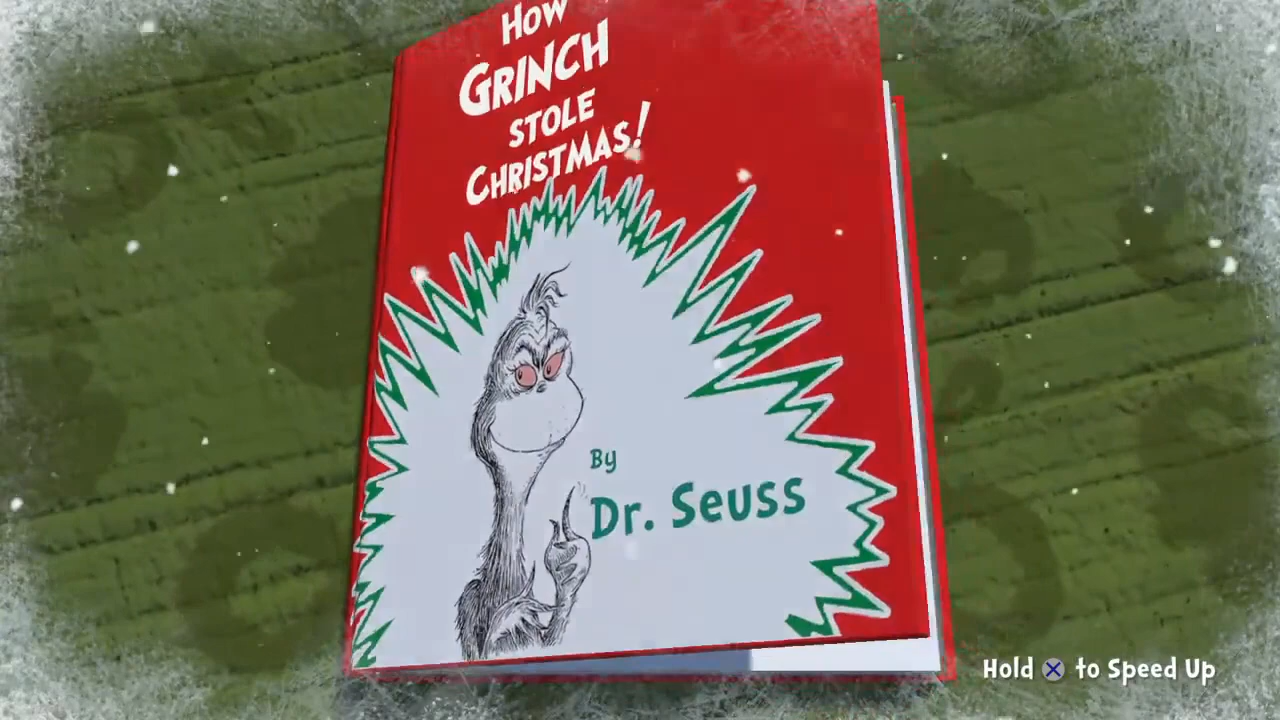 How
GRINCH
STOLE
CHRISTMAS!
By
Dr. Seuss
Hold ⓧ to Speed Up